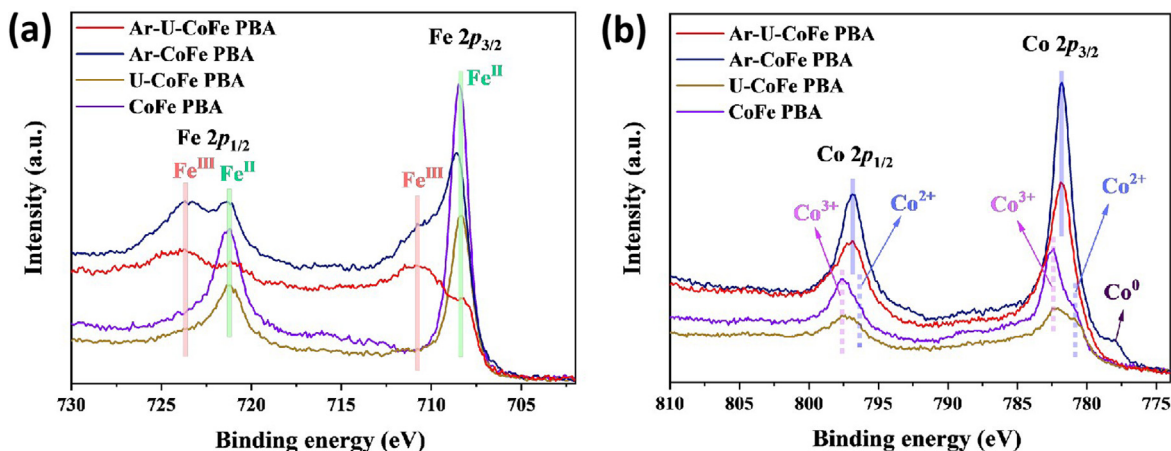 (a)
Ar-U-CoFe PBA
Ar-CoFe PBA
U-CoFe PBA
CoFe PBA
Fe 2p3/2
FeII
Fe 2p1/2
FeIII
FeII
FeIII
Intensity (a.u.)
730 725 720 715 710 705
Binding energy (eV)
(b)
Ar-U-CoFe PBA
Ar-CoFe PBA
U-CoFe PBA
CoFe PBA
Co 2p3/2
Co 2p1/2
Co3+
Co2+
Co3+
Co2+
Co0
Intensity (a.u.)
810 805 800 795 790 785 780 775
Binding energy (eV)